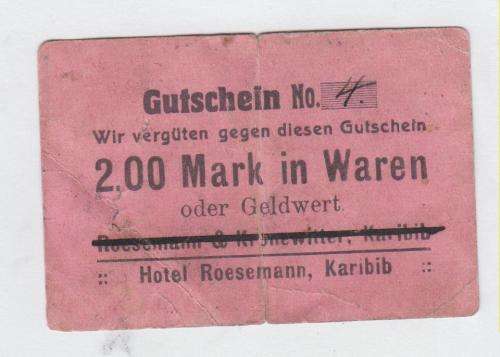 Gutschein No. 4.
Wir vergüten gegen diesen Gutschein
2,00 Mark in Waren
oder Geldwert
Roesemann & Kronewitter, Karibib
:: Hotel Roesemann, Karibib ::